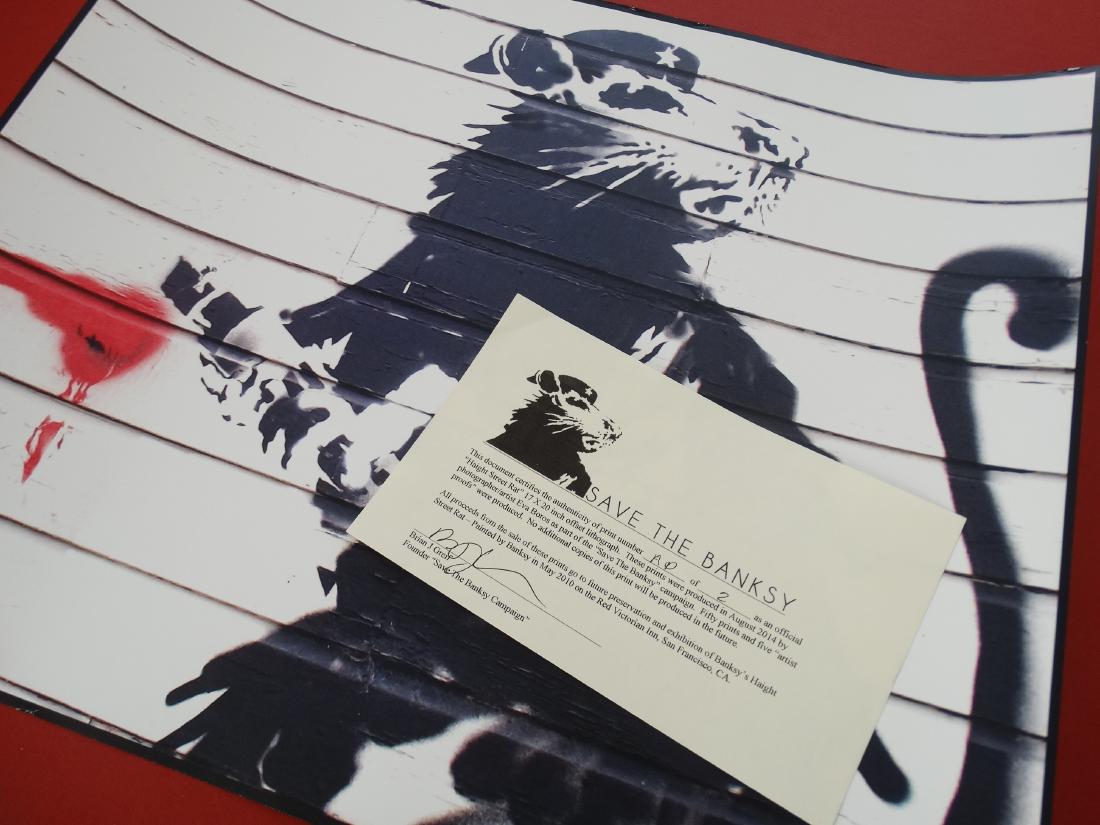 SAVE THE BANKSY
This document certifies the authenticity of print number AP of 2 as an official
“Haight Street Rat” 17 X 20 inch offset lithograph. These prints were produced in August 2014 by
photographer/artist Eva Boros as part of the “Save The Banksy” campaign. Fifty prints and five “artist
proofs” were produced. No additional copies of this print will be produced in the future.
All proceeds from the sale of these prints go to future preservation and exhibition of Banksy’s Haight
Street Rat – Painted by Banksy in May 2010 on the Red Victorian Inn, San Francisco, CA.
Brian J Greif
Founder “Save The Banksy Campaign”